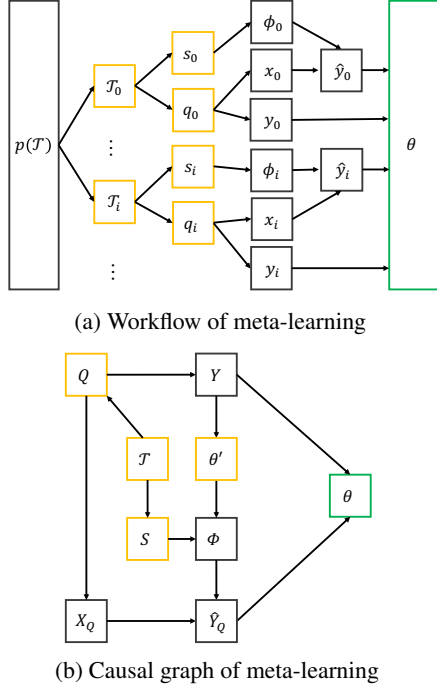 p(𝒯)
𝒯₀
s₀
q₀
ϕ₀
x₀
ŷ₀
y₀
⋮
𝒯ᵢ
sᵢ
qᵢ
ϕᵢ
xᵢ
ŷᵢ
yᵢ
⋮
θ
(a) Workflow of meta-learning
Q
Y
𝒯
θ′
θ
S
Φ
X_Q
Ŷ_Q
(b) Causal graph of meta-learning